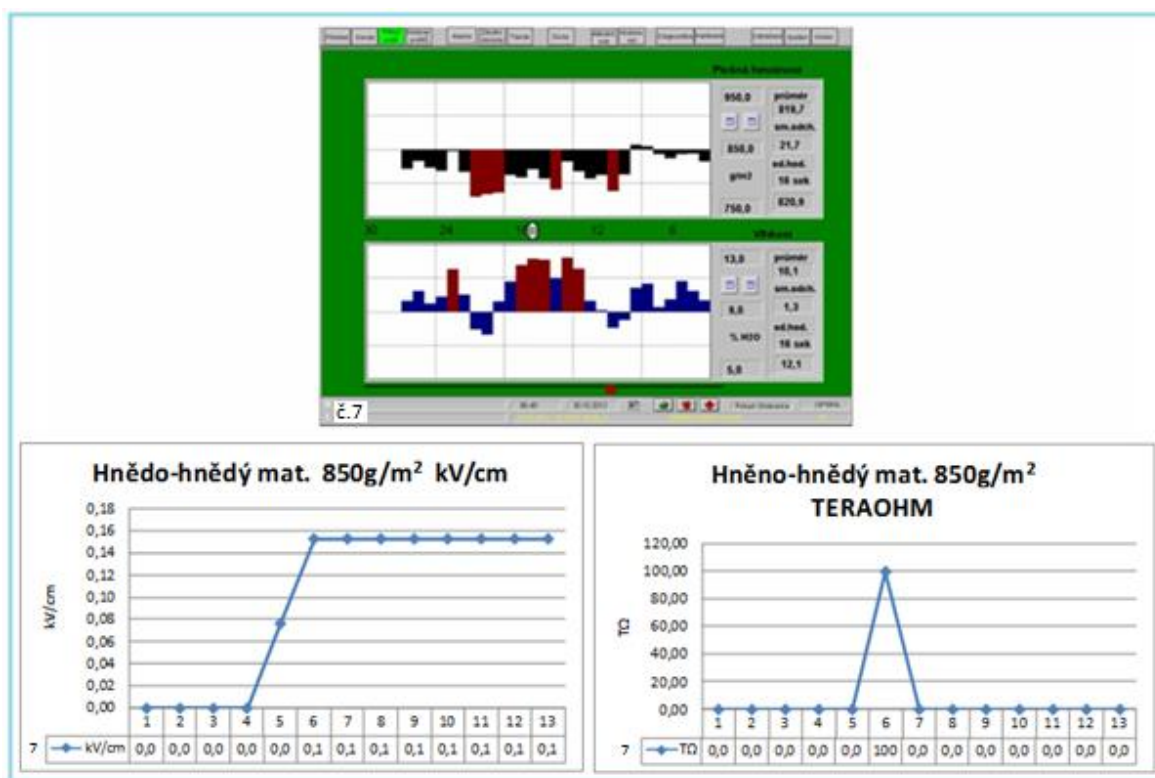 Plošná hmotnost
950,0 průměr
819,7
sm.odch.
850,0 21,7
od.hod.
g/m2 16 sek
750,0 820,9
30 24 18 12 6
Vlhkost
13,0 průměr
10,1
sm.odch.
9,0 1,3
od.hod.
% H2O 16 sek
5,0 12,1
č.7
Hnědo-hnědý mat. 850g/m² kV/cm
0,18
0,16
0,14
0,12
0,10
0,08
0,06
0,04
0,02
0,00
kV/cm
1 2 3 4 5 6 7 8 9 10 11 12 13
7 kV/cm 0,0 0,0 0,0 0,0 0,1 0,1 0,1 0,1 0,1 0,1 0,1 0,1 0,1
Hněno-hnědý mat. 850g/m²
TERAOHM
120,00
100,00
80,00
60,00
40,00
20,00
0,00
TΩ
1 2 3 4 5 6 7 8 9 10 11 12 13
7 TΩ 0,0 0,0 0,0 0,0 0,0 100 0,0 0,0 0,0 0,0 0,0 0,0 0,0